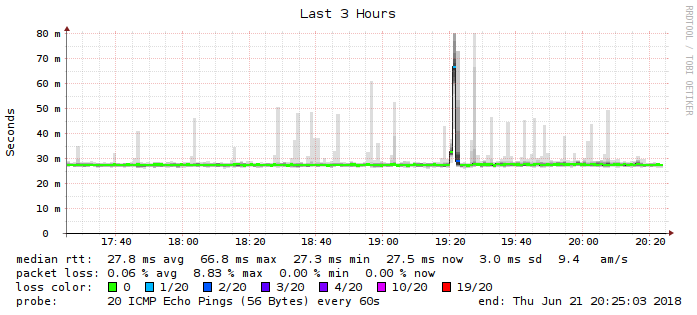 Last 3 Hours
RRDTOOL / TOBI OETIKER
Seconds
80 m
70 m
60 m
50 m
40 m
30 m
20 m
10 m
0
17:40 18:00 18:20 18:40 19:00 19:20 19:40 20:00 20:20
median rtt: 27.8 ms avg 66.8 ms max 27.3 ms min 27.5 ms now 3.0 ms sd 9.4 am/s
packet loss: 0.06 % avg 8.83 % max 0.00 % min 0.00 % now
loss color: 0 1/20 2/20 3/20 4/20 10/20 19/20
probe: 20 ICMP Echo Pings (56 Bytes) every 60s end: Thu Jun 21 20:25:03 2018